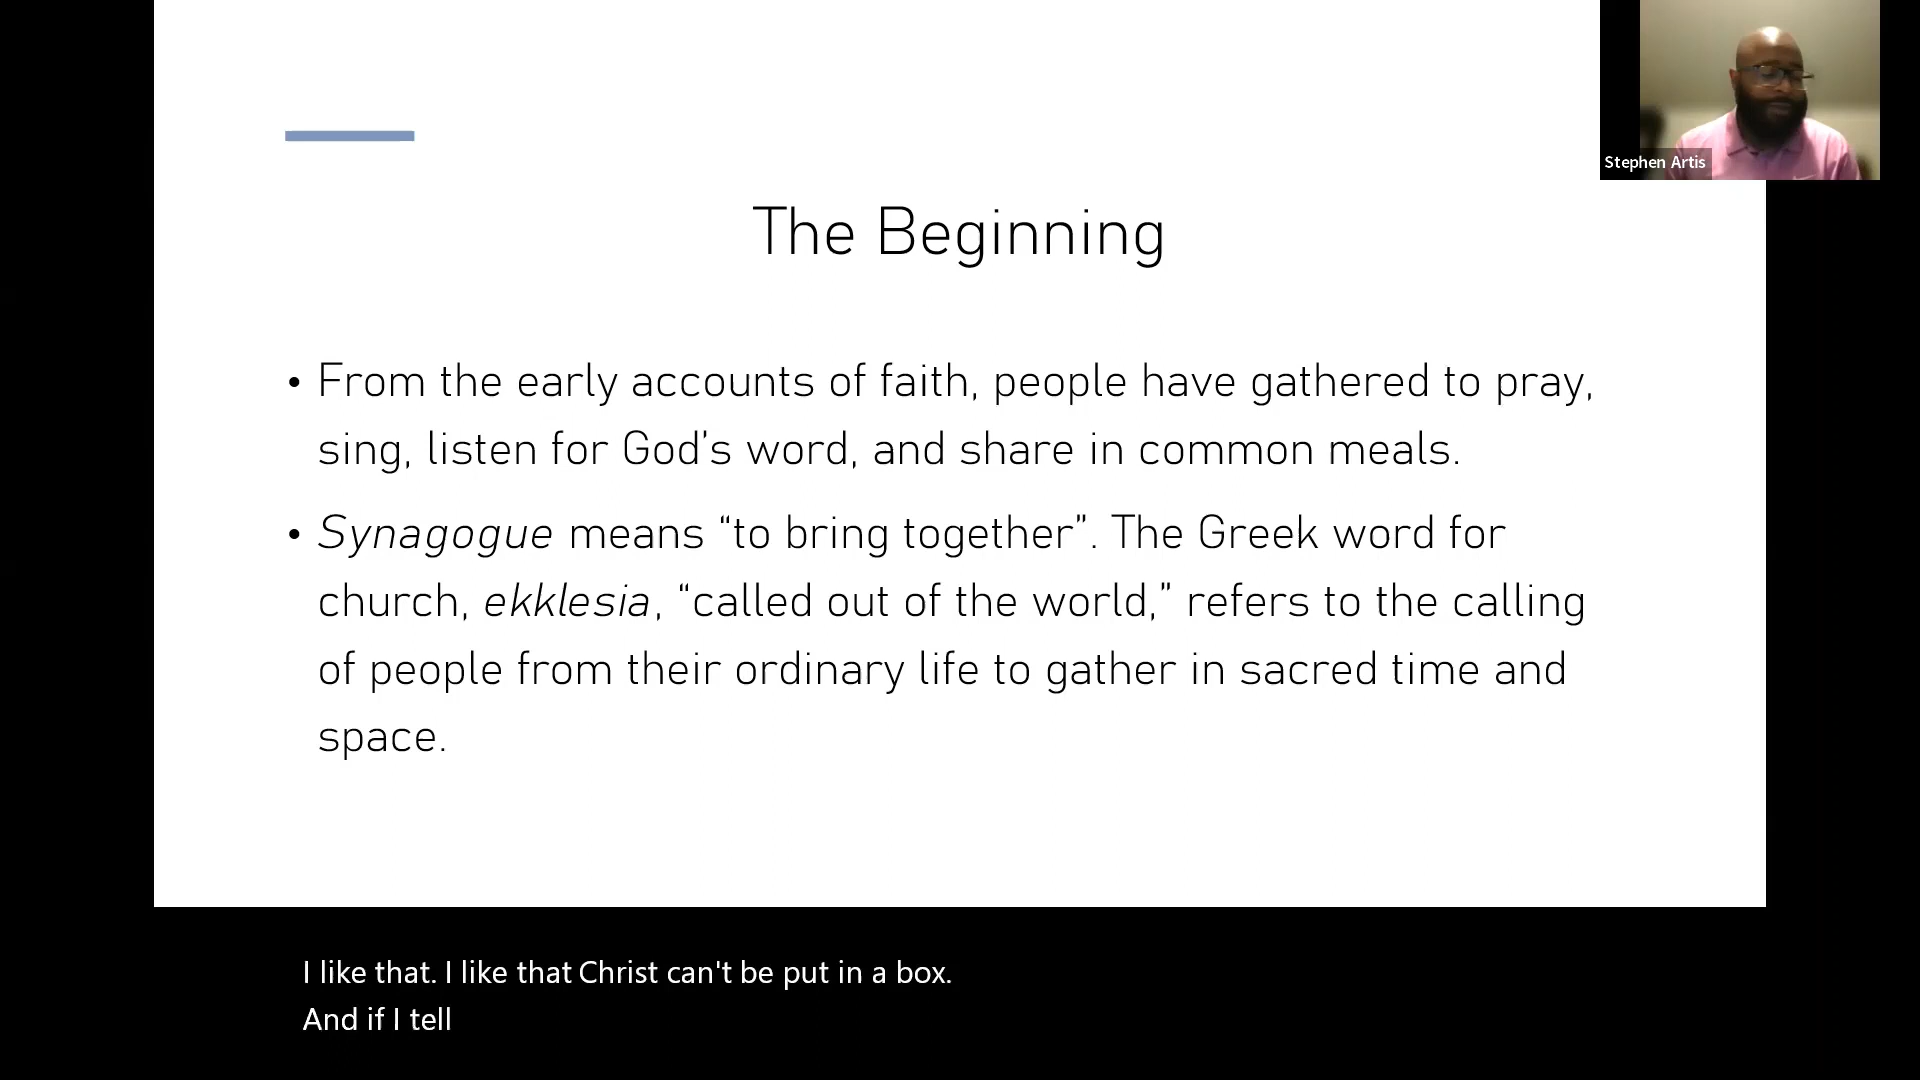 Stephen Artis
The Beginning
• From the early accounts of faith, people have gathered to pray,
sing, listen for God’s word, and share in common meals.
• Synagogue means “to bring together”. The Greek word for
church, ekklesia, “called out of the world,” refers to the calling
of people from their ordinary life to gather in sacred time and
space.
I like that. I like that Christ can't be put in a box.
And if I tell